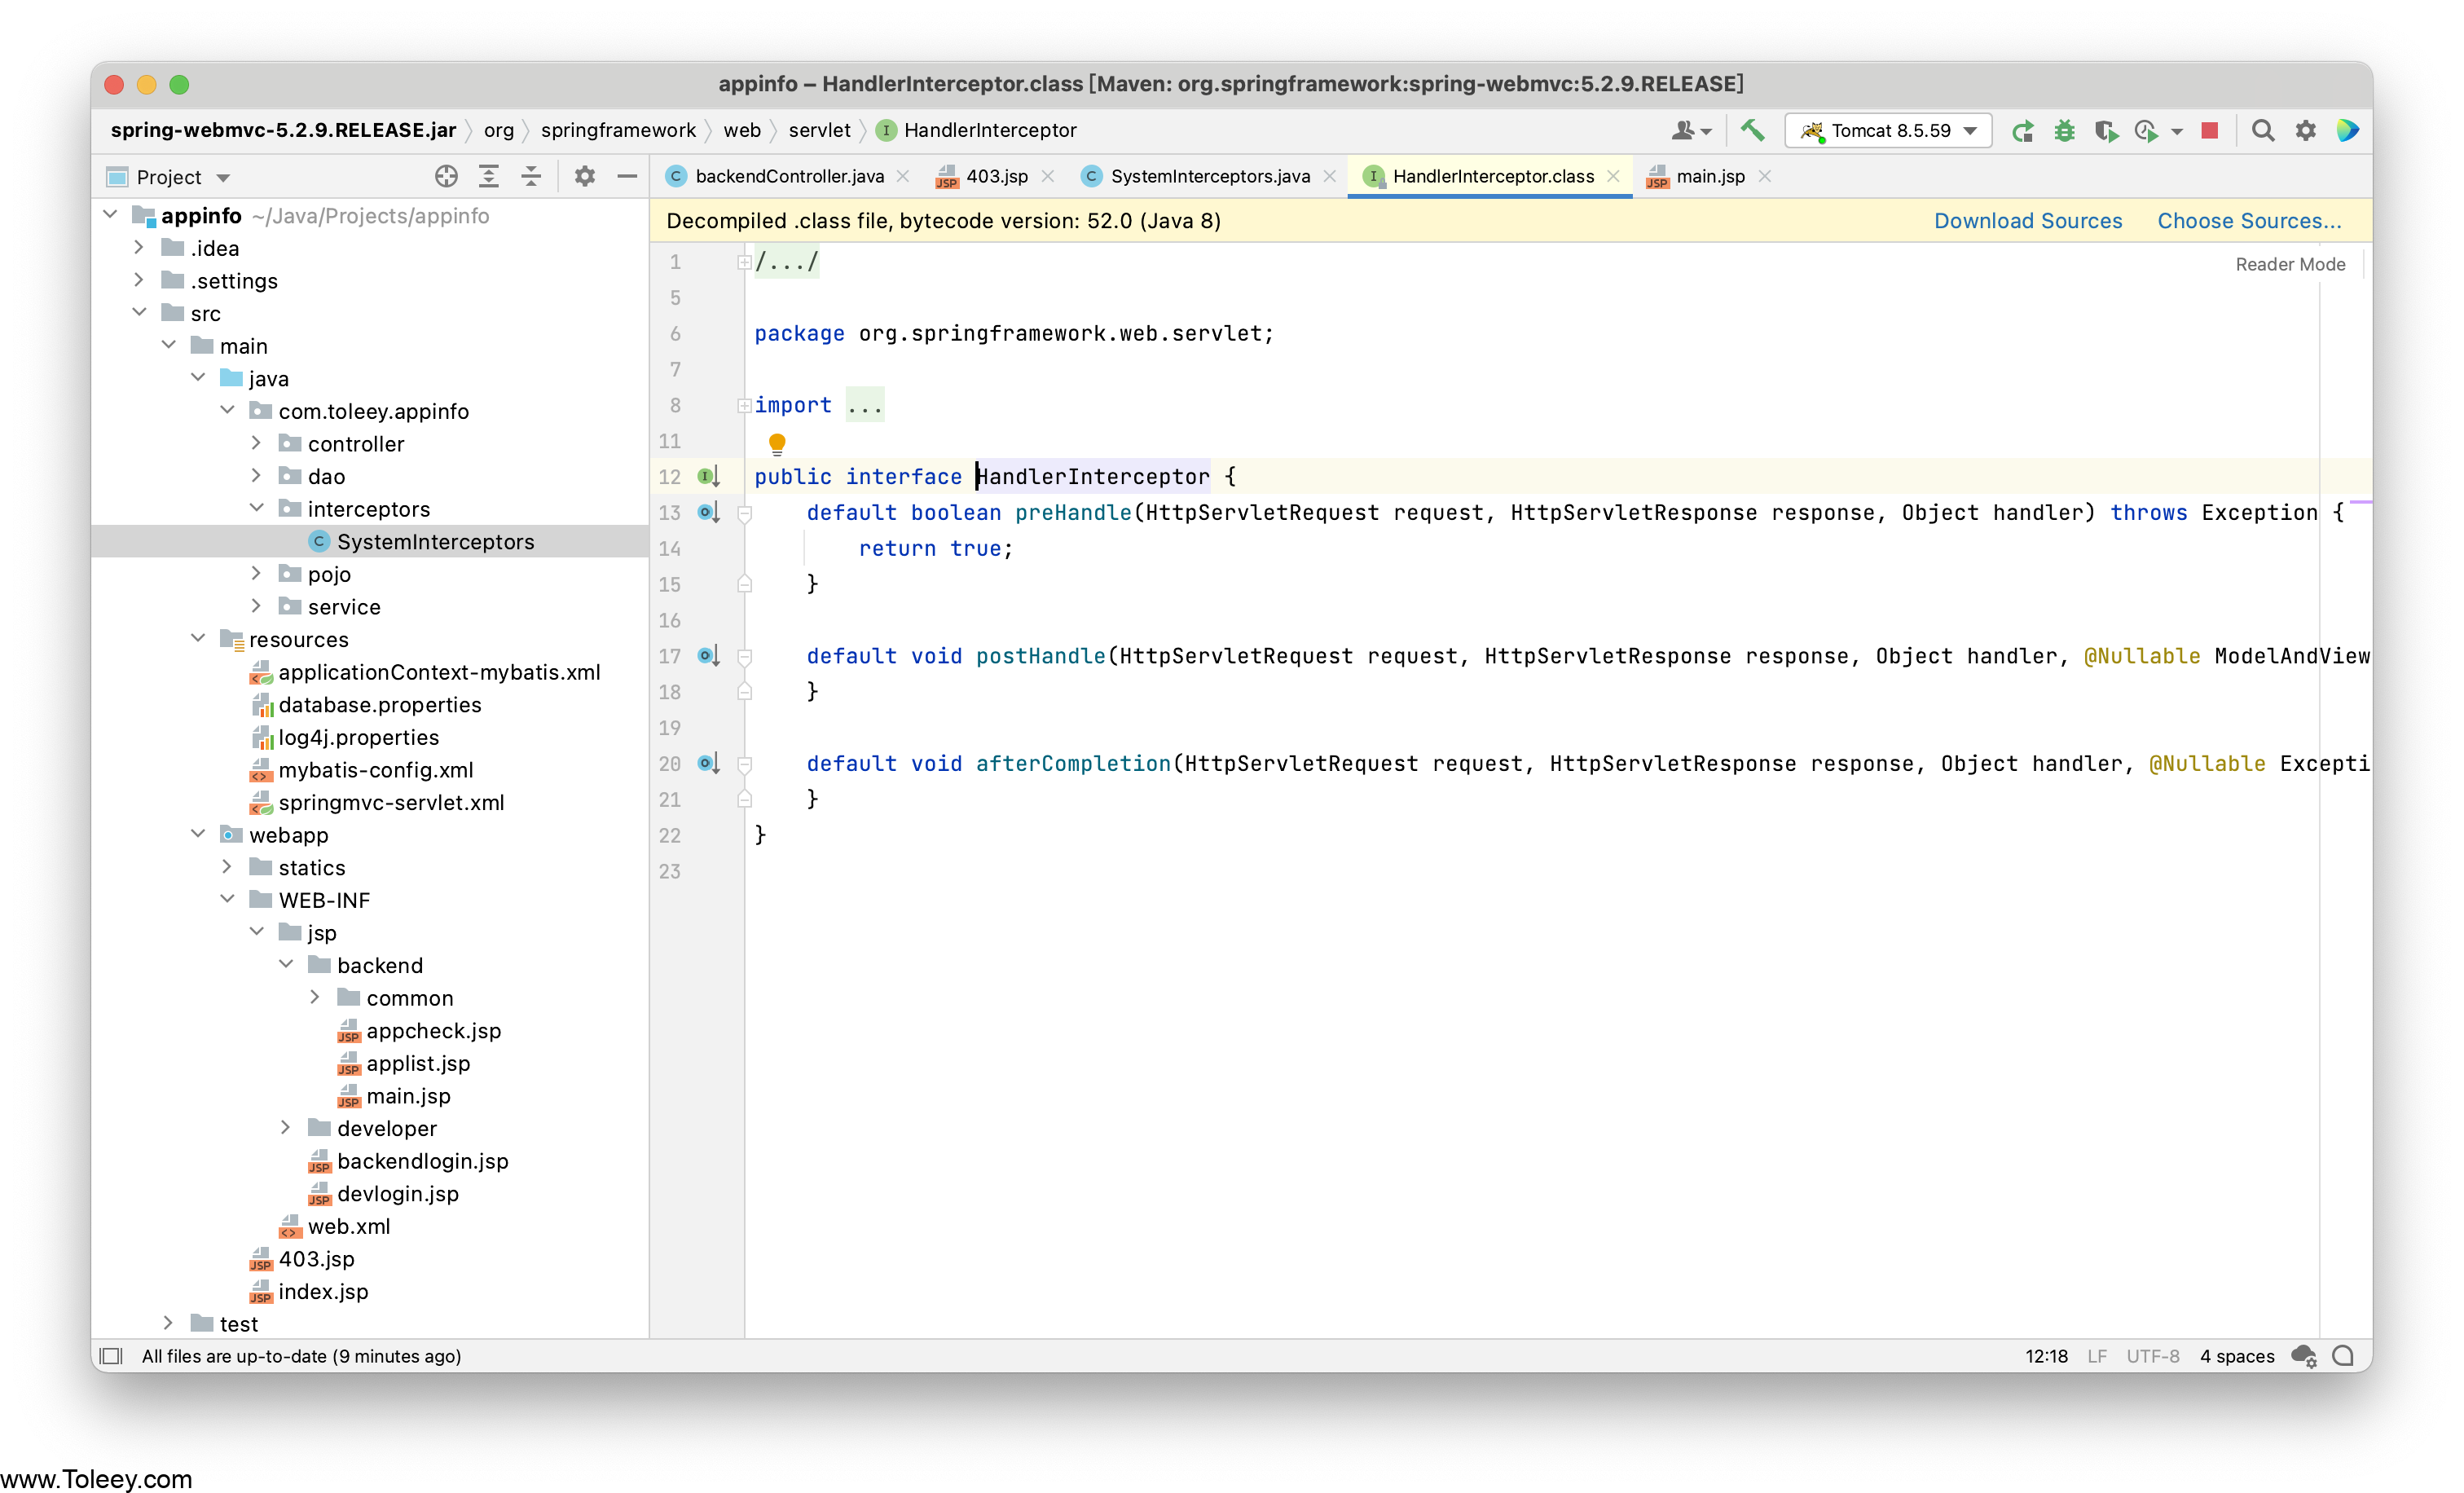 appinfo – HandlerInterceptor.class [Maven: org.springframework:spring-webmvc:5.2.9.RELEASE]
spring-webmvc-5.2.9.RELEASE.jar org springframework web servlet HandlerInterceptor
Tomcat 8.5.59
Project
backendController.java 403.jsp SystemInterceptors.java HandlerInterceptor.class main.jsp
appinfo ~/Java/Projects/appinfo
.idea
.settings
src
main
java
com.toleey.appinfo
controller
dao
interceptors
SystemInterceptors
pojo
service
resources
applicationContext-mybatis.xml
database.properties
log4j.properties
mybatis-config.xml
springmvc-servlet.xml
webapp
statics
WEB-INF
jsp
backend
common
appcheck.jsp
applist.jsp
main.jsp
developer
backendlogin.jsp
devlogin.jsp
web.xml
403.jsp
index.jsp
test
Decompiled .class file, bytecode version: 52.0 (Java 8) Download Sources Choose Sources...
Reader Mode
1 /.../
5
6 package org.springframework.web.servlet;
7
8 import ...
11
12 public interface HandlerInterceptor {
13 default boolean preHandle(HttpServletRequest request, HttpServletResponse response, Object handler) throws Exception {
14 return true;
15 }
16
17 default void postHandle(HttpServletRequest request, HttpServletResponse response, Object handler, @Nullable ModelAndView
18 }
19
20 default void afterCompletion(HttpServletRequest request, HttpServletResponse response, Object handler, @Nullable Excepti
21 }
22 }
23
All files are up-to-date (9 minutes ago) 12:18 LF UTF-8 4 spaces
www.Toleey.com